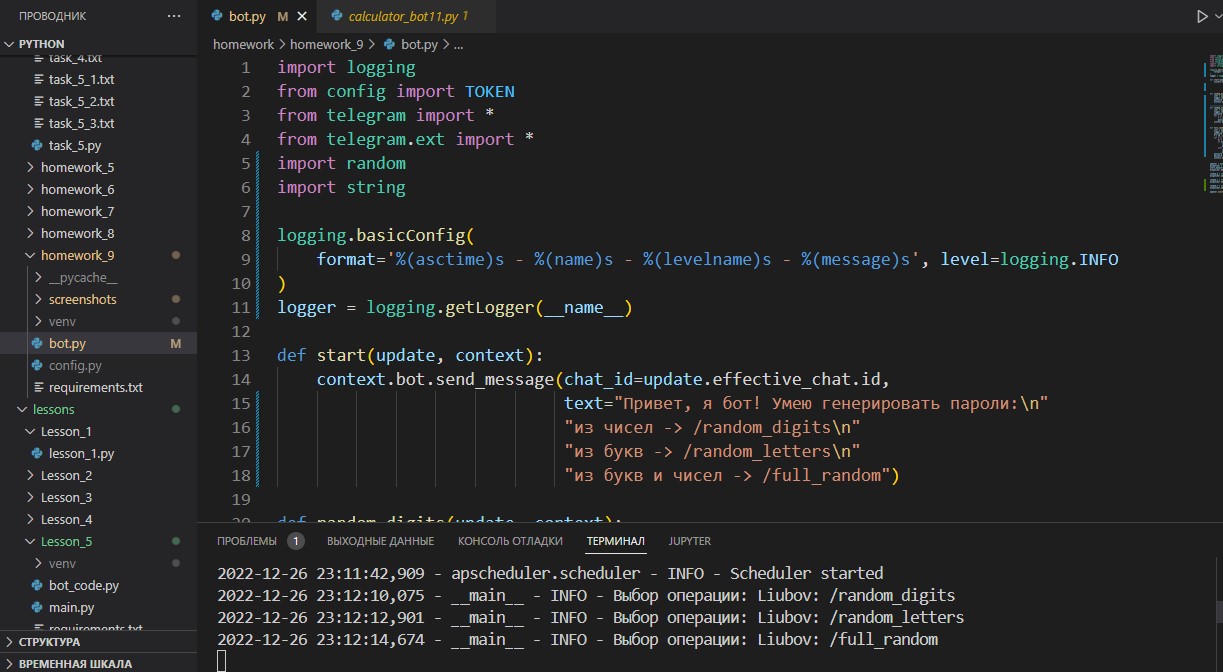 ПРОВОДНИК ···
PYTHON
task_4.txt
task_5_1.txt
task_5_2.txt
task_5_3.txt
task_5.py
homework_5
homework_6
homework_7
homework_8
homework_9
__pycache__
screenshots
venv
bot.py M
config.py
requirements.txt
lessons
Lesson_1
lesson_1.py
Lesson_2
Lesson_3
Lesson_4
Lesson_5
venv
bot_code.py
main.py
requirements.txt
СТРУКТУРА
ВРЕМЕННАЯ ШКАЛА
bot.py M × calculator_bot11.py 1
homework > homework_9 > bot.py > ...
1 import logging
2 from config import TOKEN
3 from telegram import *
4 from telegram.ext import *
5 import random
6 import string
7
8 logging.basicConfig(
9 format='%(asctime)s - %(name)s - %(levelname)s - %(message)s', level=logging.INFO
10 )
11 logger = logging.getLogger(__name__)
12
13 def start(update, context):
14 context.bot.send_message(chat_id=update.effective_chat.id,
15 text="Привет, я бот! Умею генерировать пароли:\n"
16 "из чисел -> /random_digits\n"
17 "из букв -> /random_letters\n"
18 "из букв и чисел -> /full_random")
19
20 def random_digits(update, context):
ПРОБЛЕМЫ 1 ВЫХОДНЫЕ ДАННЫЕ КОНСОЛЬ ОТЛАДКИ ТЕРМИНАЛ JUPYTER
2022-12-26 23:11:42,909 - apscheduler.scheduler - INFO - Scheduler started
2022-12-26 23:12:10,075 - __main__ - INFO - Выбор операции: Liubov: /random_digits
2022-12-26 23:12:12,901 - __main__ - INFO - Выбор операции: Liubov: /random_letters
2022-12-26 23:12:14,674 - __main__ - INFO - Выбор операции: Liubov: /full_random